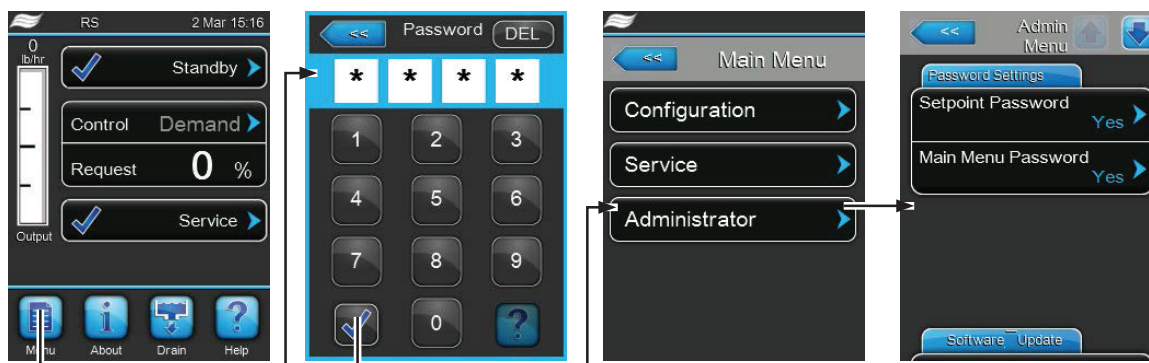 RS 2 Mar 15:16
0
lb/hr
Standby
Control Demand
Request 0 %
Service
Output
Menu About Drain Help
<< Password DEL
* * * *
1 2 3
4 5 6
7 8 9
0 ?
<< Main Menu
Configuration
Service
Administrator
<< Admin
Menu
Password Settings
Setpoint Password
Yes
Main Menu Password
Yes
Software Update